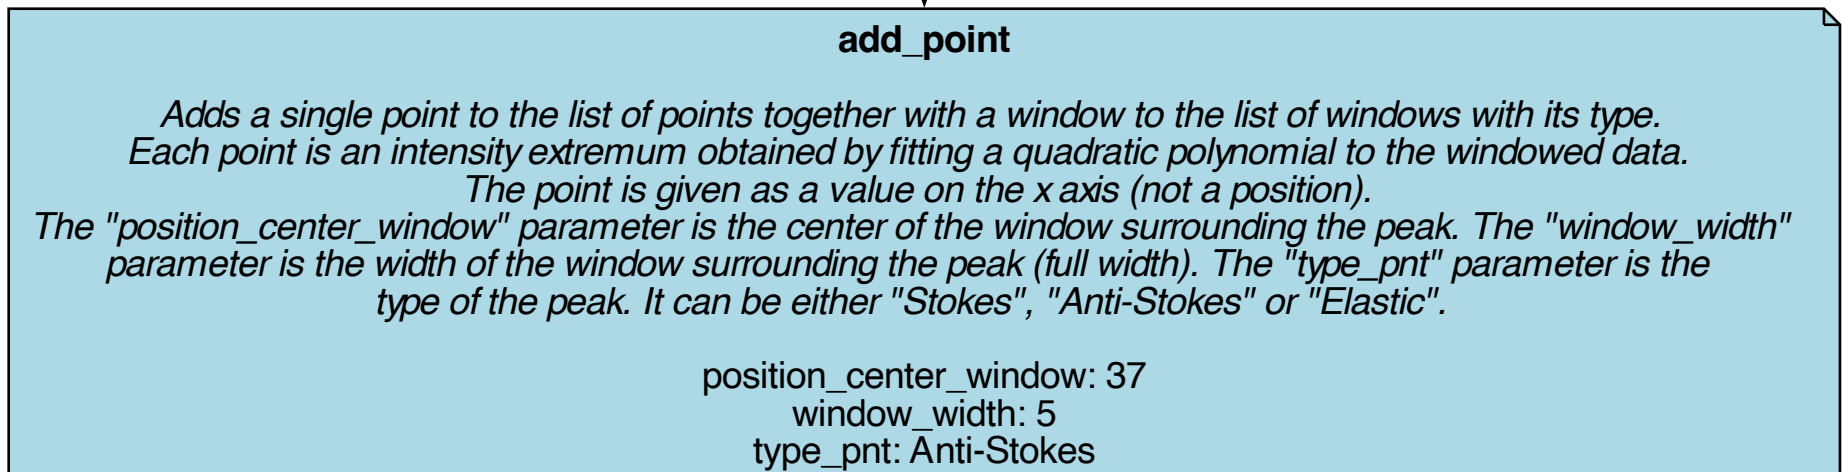 add_point
Adds a single point to the list of points together with a window to the list of windows with its type.
Each point is an intensity extremum obtained by fitting a quadratic polynomial to the windowed data.
The point is given as a value on the x axis (not a position).
The "position_center_window" parameter is the center of the window surrounding the peak. The "window_width"
parameter is the width of the window surrounding the peak (full width). The "type_pnt" parameter is the
type of the peak. It can be either "Stokes", "Anti-Stokes" or "Elastic".
position_center_window: 37
window_width: 5
type_pnt: Anti-Stokes